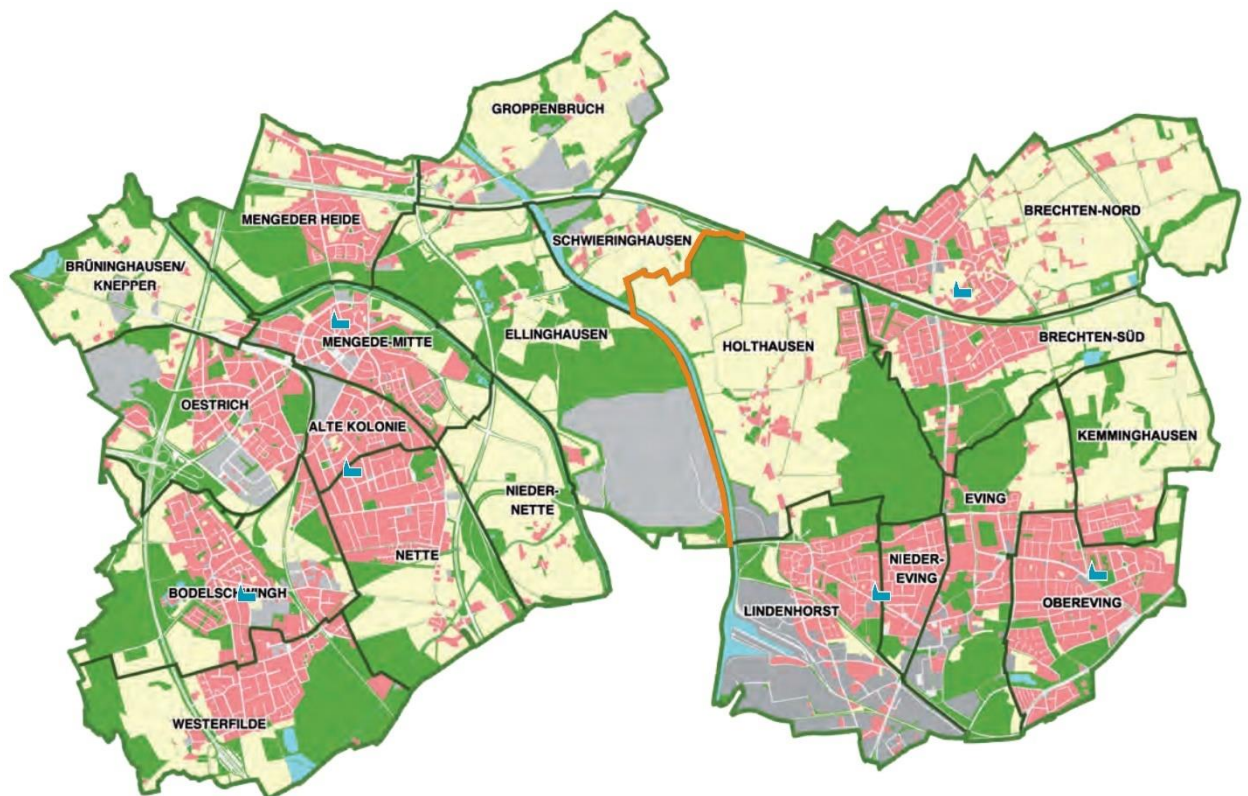 GROPPENBRUCH
MENGEDER HEIDE
SCHWIERINGHAUSEN
BRECHTEN-NORD
BRÜNINGHAUSEN/
KNEPPER
MENGEDE-MITTE
ELLINGHAUSEN
HOLTHAUSEN
BRECHTEN-SÜD
OESTRICH
ALTE KOLONIE
KEMMINGHAUSEN
NIEDER-
NETTE
EVING
NETTE
NIEDER-
EVING
BODELSCHWINGH
LINDENHORST
OBEREVING
WESTERFILDE